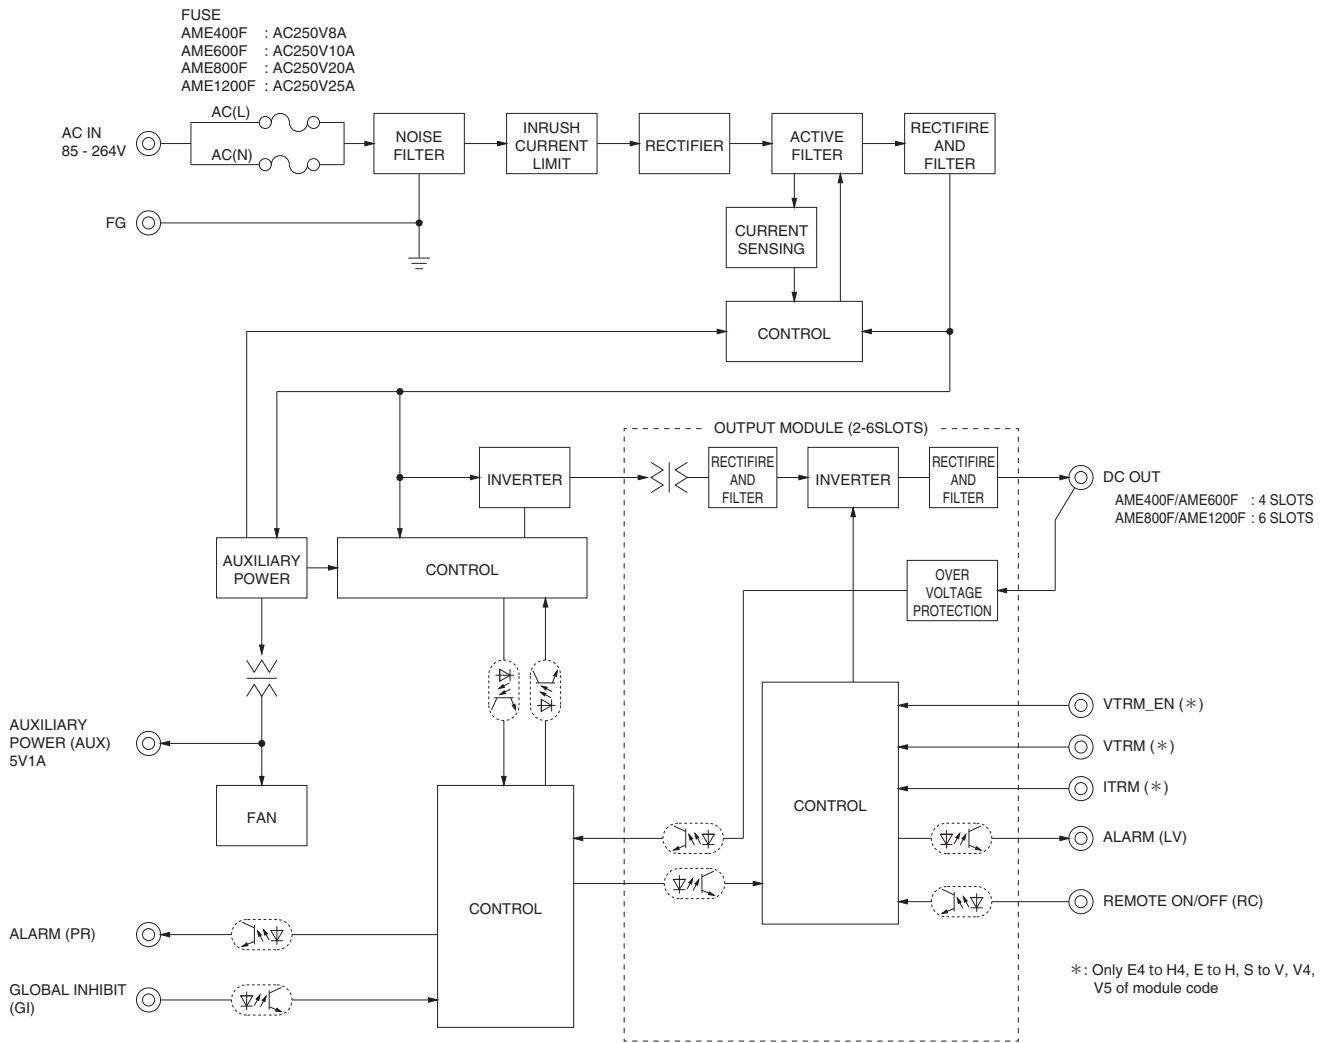 FUSE
AME400F : AC250V8A
AME600F : AC250V10A
AME800F : AC250V20A
AME1200F : AC250V25A
AC IN
85 - 264V
AC(L)
AC(N)
NOISE
FILTER
INRUSH
CURRENT
LIMIT
RECTIFIER
ACTIVE
FILTER
RECTIFIRE
AND
FILTER
FG
CURRENT
SENSING
CONTROL
OUTPUT MODULE (2-6SLOTS)
INVERTER
RECTIFIRE
AND
FILTER
INVERTER
RECTIFIRE
AND
FILTER
DC OUT
AME400F/AME600F : 4 SLOTS
AME800F/AME1200F : 6 SLOTS
AUXILIARY
POWER
CONTROL
OVER
VOLTAGE
PROTECTION
AUXILIARY
POWER (AUX)
5V1A
FAN
CONTROL
CONTROL
VTRM_EN (＊)
VTRM (＊)
ITRM (＊)
ALARM (LV)
REMOTE ON/OFF (RC)
ALARM (PR)
GLOBAL INHIBIT
(GI)
＊: Only E4 to H4, E to H, S to V, V4,
V5 of module code